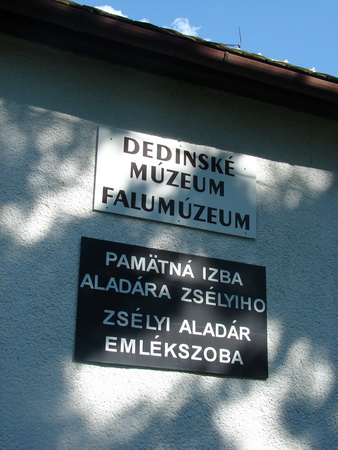 DEDINSKÉ
MÚZEUM
FALUMÚZEUM
PAMÄTNÁ IZBA
ALADÁRA ZSÉLYIHO
ZSÉLYI ALADÁR
EMLÉKSZOBA